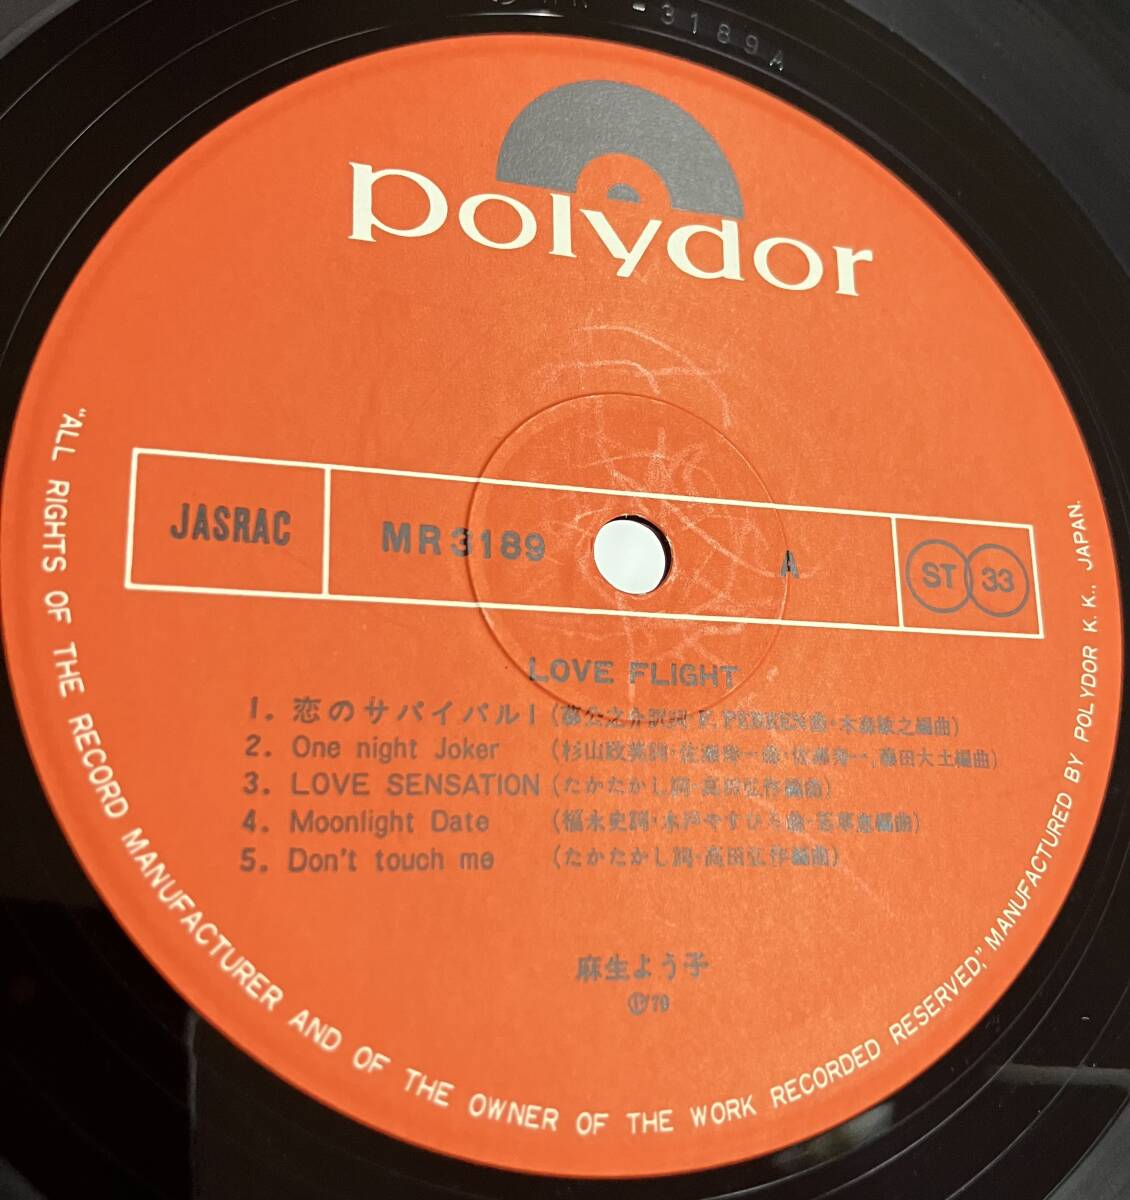 -3189A
polydor
JASRAC
MR3189 A ST 33
LOVE FLIGHT
1. 恋のサバイバル!
2. One night Joker
3. LOVE SENSATION (たかたかし詞・高田弘作編曲)
4. Moonlight Date
5. Don't touch me (たかたかし詞・高田弘作編曲)
麻生よう子
Ⓟ'79
"ALL RIGHTS OF THE RECORD MANUFACTURER AND OF THE OWNER OF THE WORK RECORDED RESERVED," MANUFACTURED BY POLYDOR K.K., JAPAN.